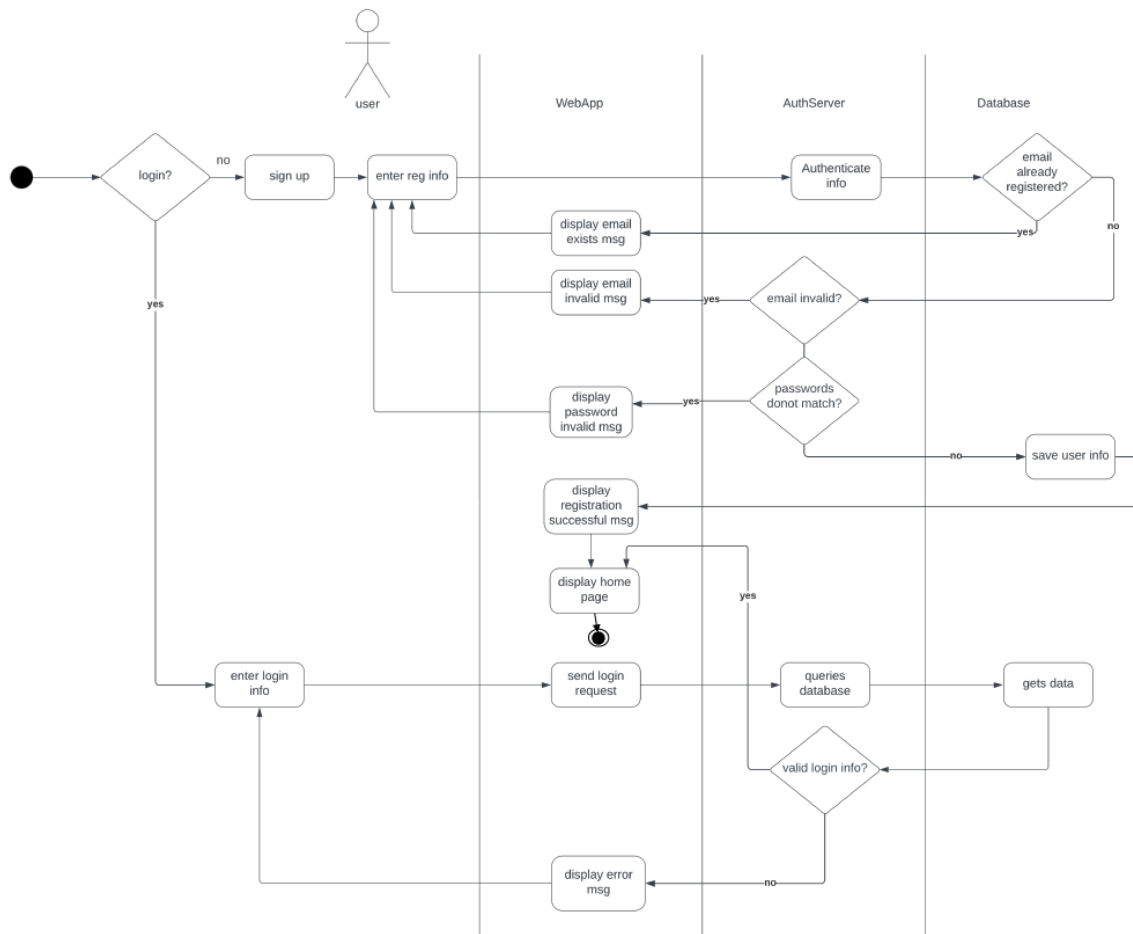 user
WebApp
AuthServer
Database
login?
no
sign up
enter reg info
Authenticate
info
email
already
registered?
display email
exists msg
yes
no
display email
invalid msg
yes
email invalid?
yes
display
password
invalid msg
yes
passwords
donot match?
no
save user info
display
registration
successful msg
display home
page
yes
enter login
info
send login
request
queries
database
gets data
valid login info?
display error
msg
no